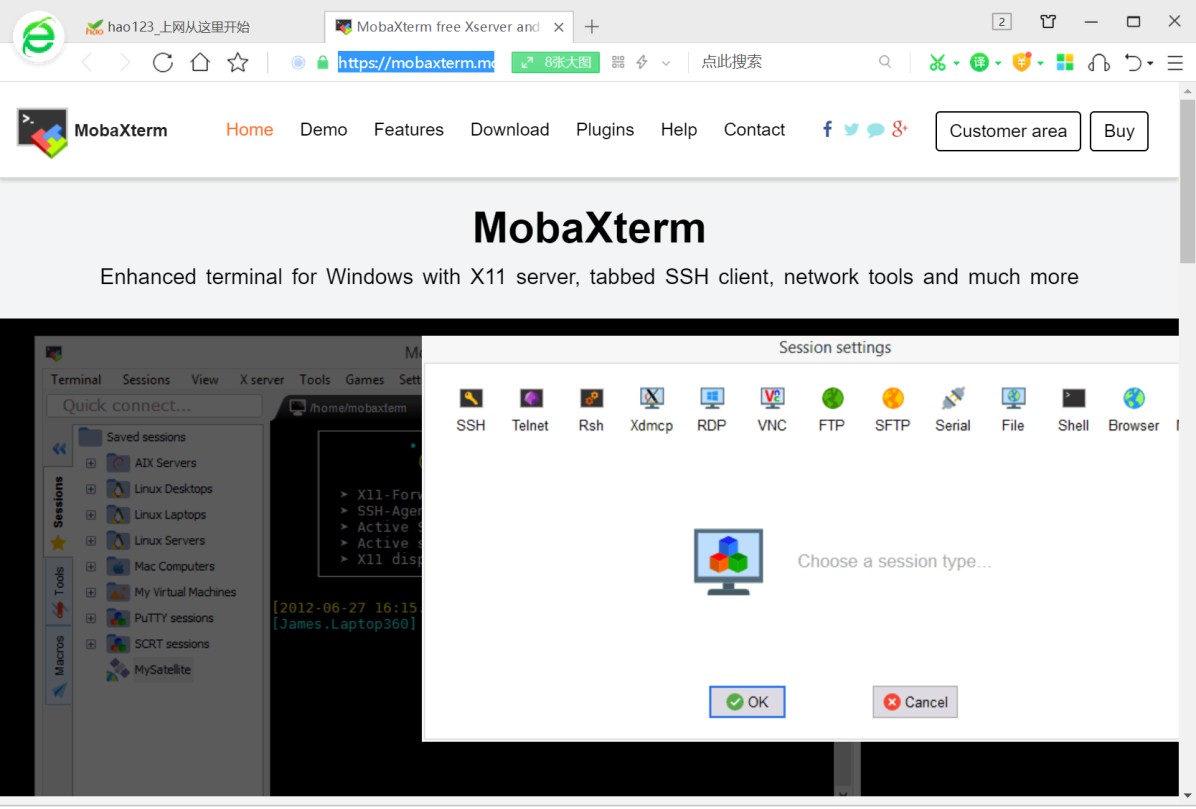 hao123_上网从这里开始
MobaXterm free Xserver and
2
https://mobaxterm.mo
8张大图
点此搜索
译
MobaXterm
Home Demo Features Download Plugins Help Contact
Customer area
Buy
MobaXterm
Enhanced terminal for Windows with X11 server, tabbed SSH client, network tools and much more
Session settings
Terminal Sessions View X server Tools Games Sett
Quick connect...
/home/mobaxterm
SSH Telnet Rsh Xdmcp RDP VNC FTP SFTP Serial File Shell Browser
Saved sessions
AIX Servers
Linux Desktops
Linux Laptops
Linux Servers
Mac Computers
My Virtual Machines
PuTTY sessions
SCRT sessions
MySatellite
Sessions
Tools
Macros
➤ X11-Forw
➤ SSH-Agen
➤ Active S
➤ Active s
➤ X11 disp
[2012-06-27 16:15.
[James.Laptop360]
Choose a session type...
OK
Cancel